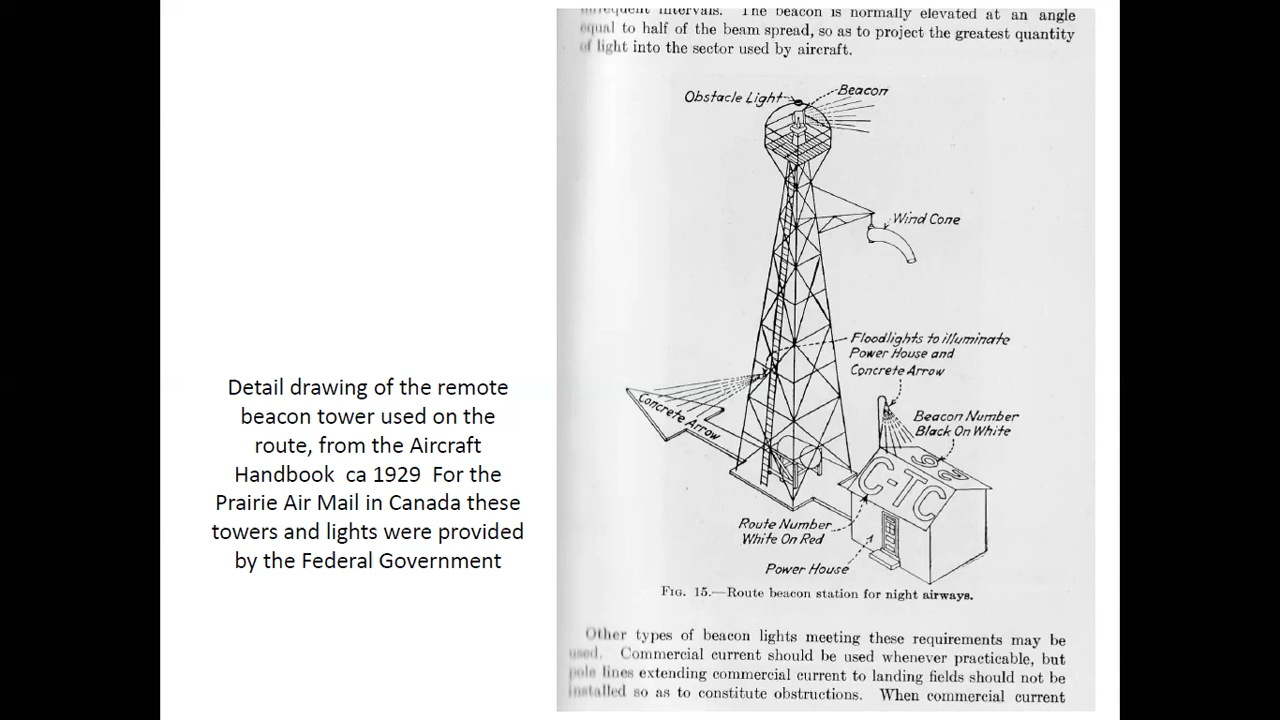 infrequent intervals. The beacon is normally elevated at an angle
equal to half of the beam spread, so as to project the greatest quantity
of light into the sector used by aircraft.
Obstacle Light
Beacon
Wind Cone
Floodlights to illuminate
Power House and
Concrete Arrow
Concrete Arrow
Beacon Number
Black On White
98
C-TC
Route Number
White On Red
Power House
FIG. 15.—Route beacon station for night airways.
Other types of beacon lights meeting these requirements may be
used. Commercial current should be used whenever practicable, but
pole lines extending commercial current to landing fields should not be
installed so as to constitute obstructions. When commercial current
Detail drawing of the remote
beacon tower used on the
route, from the Aircraft
Handbook ca 1929 For the
Prairie Air Mail in Canada these
towers and lights were provided
by the Federal Government